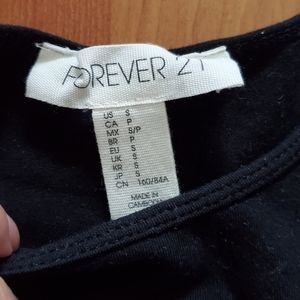 FOREVER 21
US S
CA P
MX S/P
BR P
EU S
UK S
KR S
JP S
CN 160/84A
MADE IN
CAMBODIA